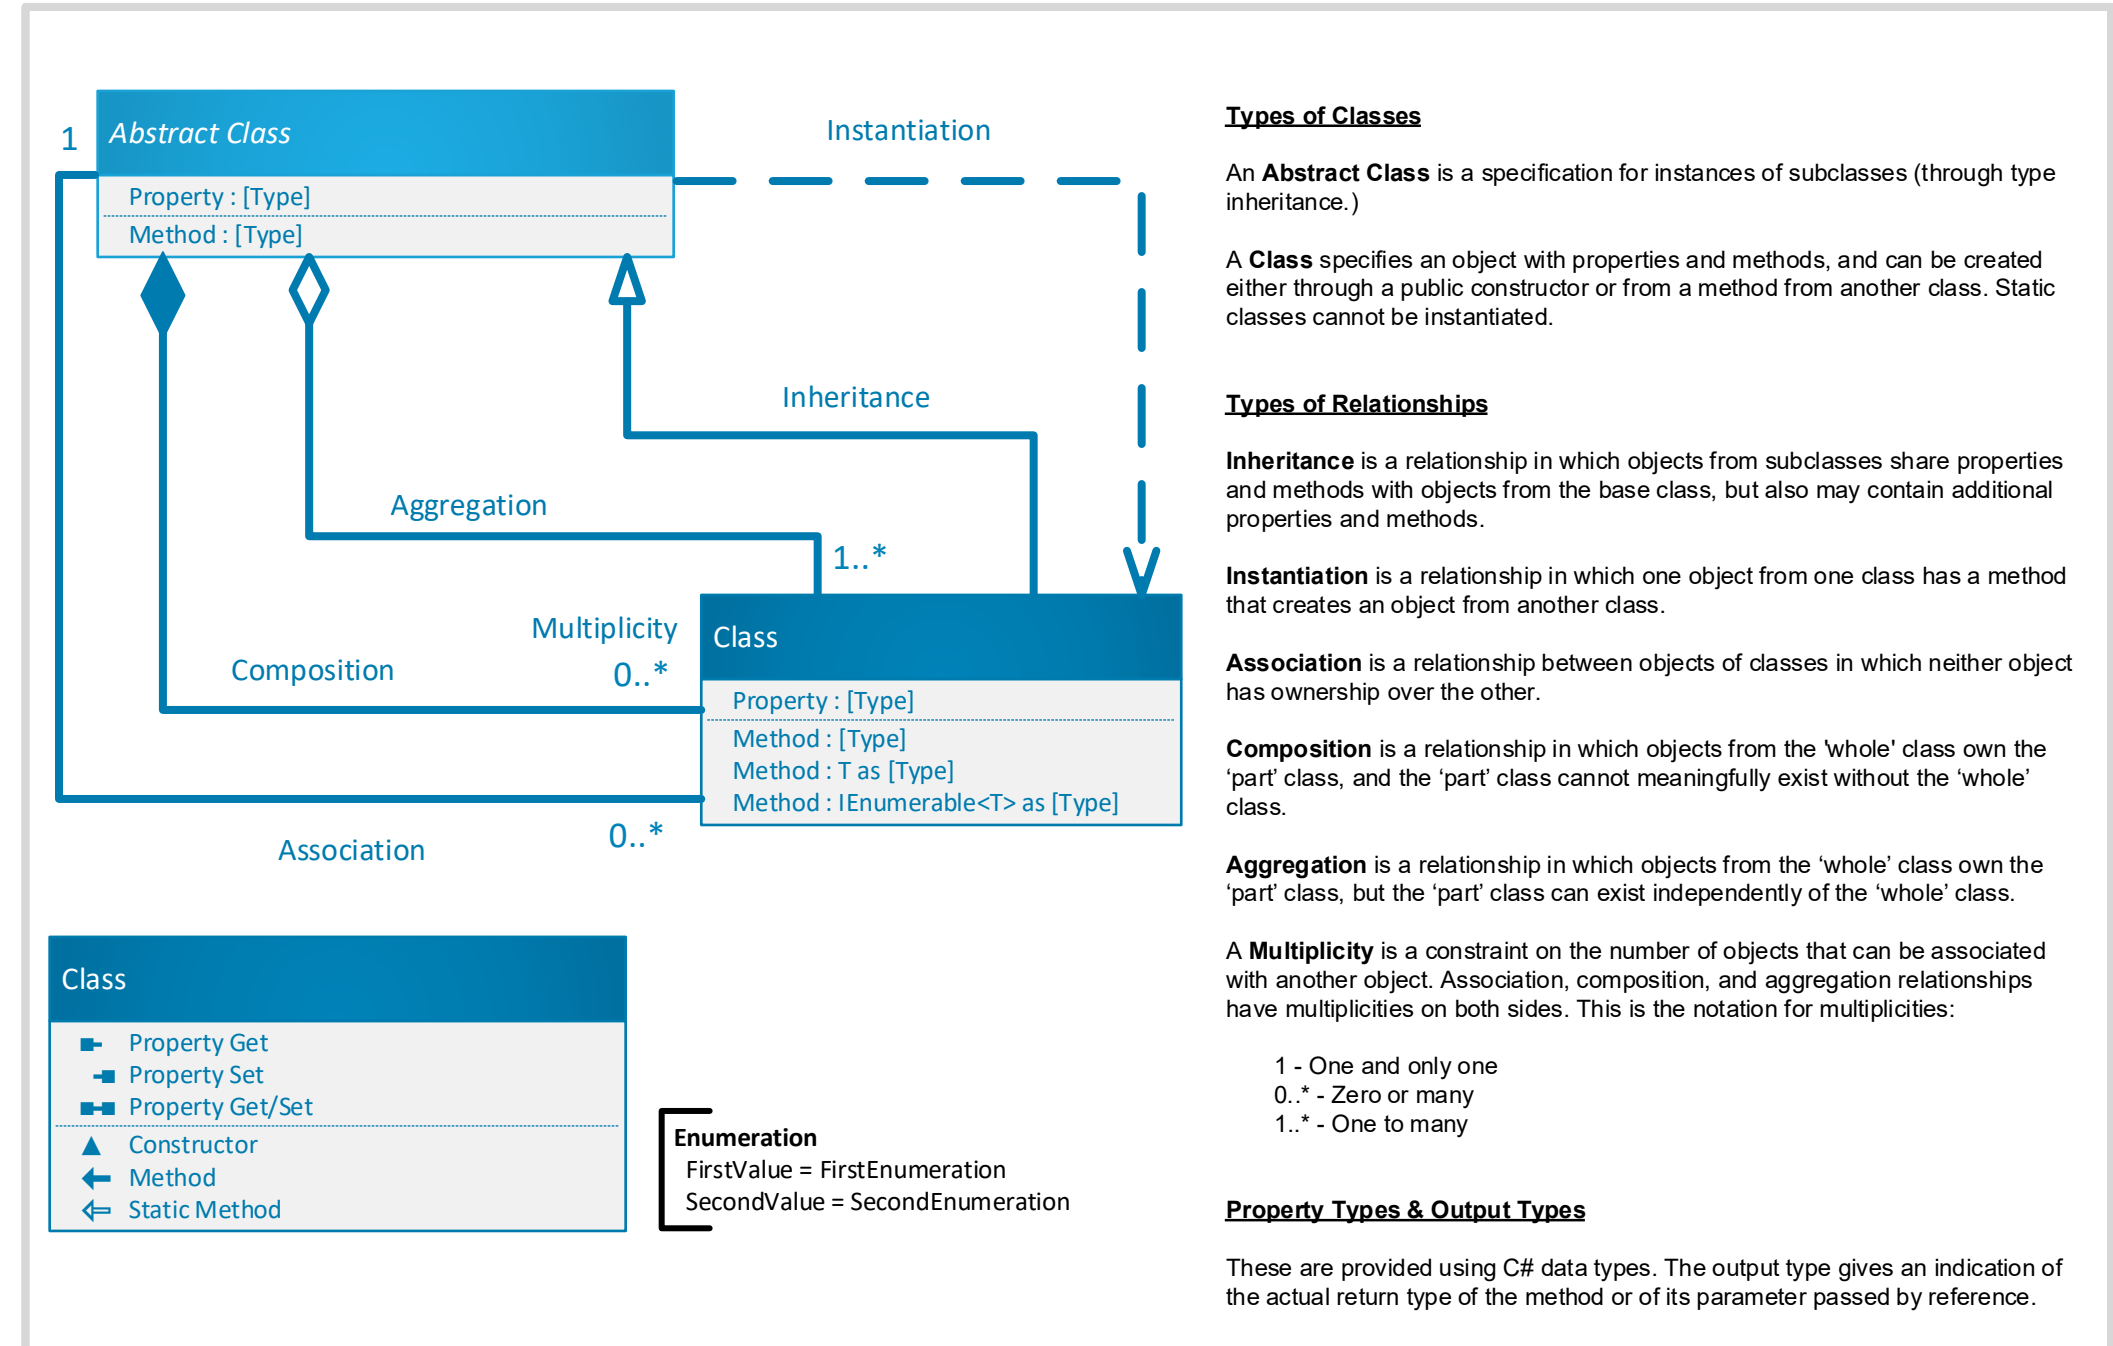 1
Abstract Class
Property : [Type]
Method : [Type]
Instantiation
Inheritance
Aggregation
1..*
Multiplicity
0..*
Composition
Class
Property : [Type]
Method : [Type]
Method : T as [Type]
Method : IEnumerable<T> as [Type]
0..*
Association
Class
Property Get
Property Set
Property Get/Set
Constructor
Method
Static Method
Enumeration
FirstValue = FirstEnumeration
SecondValue = SecondEnumeration
Types of Classes
An Abstract Class is a specification for instances of subclasses (through type
inheritance.)
A Class specifies an object with properties and methods, and can be created
either through a public constructor or from a method from another class. Static
classes cannot be instantiated.
Types of Relationships
Inheritance is a relationship in which objects from subclasses share properties
and methods with objects from the base class, but also may contain additional
properties and methods.
Instantiation is a relationship in which one object from one class has a method
that creates an object from another class.
Association is a relationship between objects of classes in which neither object
has ownership over the other.
Composition is a relationship in which objects from the 'whole' class own the
‘part’ class, and the ‘part’ class cannot meaningfully exist without the ‘whole’
class.
Aggregation is a relationship in which objects from the ‘whole’ class own the
‘part’ class, but the ‘part’ class can exist independently of the ‘whole’ class.
A Multiplicity is a constraint on the number of objects that can be associated
with another object. Association, composition, and aggregation relationships
have multiplicities on both sides. This is the notation for multiplicities:
1 - One and only one
0..* - Zero or many
1..* - One to many
Property Types & Output Types
These are provided using C# data types. The output type gives an indication of
the actual return type of the method or of its parameter passed by reference.